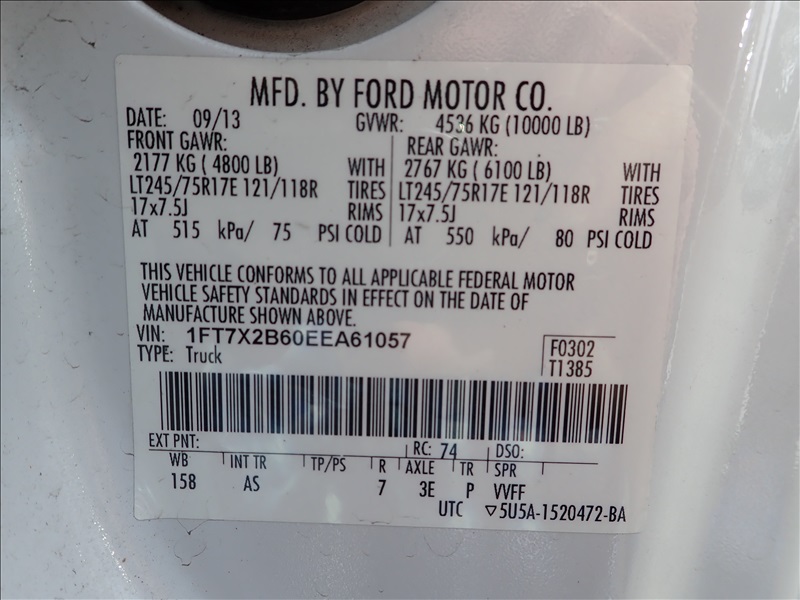 MFD. BY FORD MOTOR CO.
DATE: 09/13 GVWR: 4536 KG (10000 LB)
FRONT GAWR: REAR GAWR:
2177 KG ( 4800 LB) WITH 2767 KG ( 6100 LB) WITH
LT245/75R17E 121/118R TIRES LT245/75R17E 121/118R TIRES
17x7.5J RIMS 17x7.5J RIMS
AT 515 kPa/ 75 PSI COLD AT 550 kPa/ 80 PSI COLD
THIS VEHICLE CONFORMS TO ALL APPLICABLE FEDERAL MOTOR
VEHICLE SAFETY STANDARDS IN EFFECT ON THE DATE OF
MANUFACTURE SHOWN ABOVE.
VIN: 1FT7X2B60EEA61057 F0302
TYPE: Truck T1385
EXT PNT: RC: 74 DSO:
WB INT TR TP/PS R AXLE TR SPR
158 AS 7 3E P VVFF
UTC ▽5U5A-1520472-BA